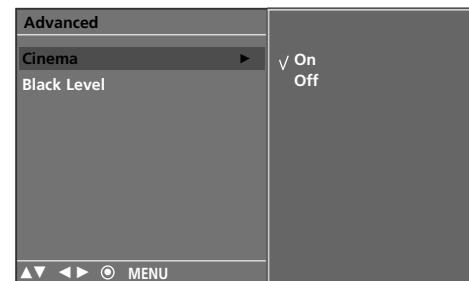 Advanced
Cinema ►
√ On
Off
Black Level
▲▼ ◄► ◉ MENU